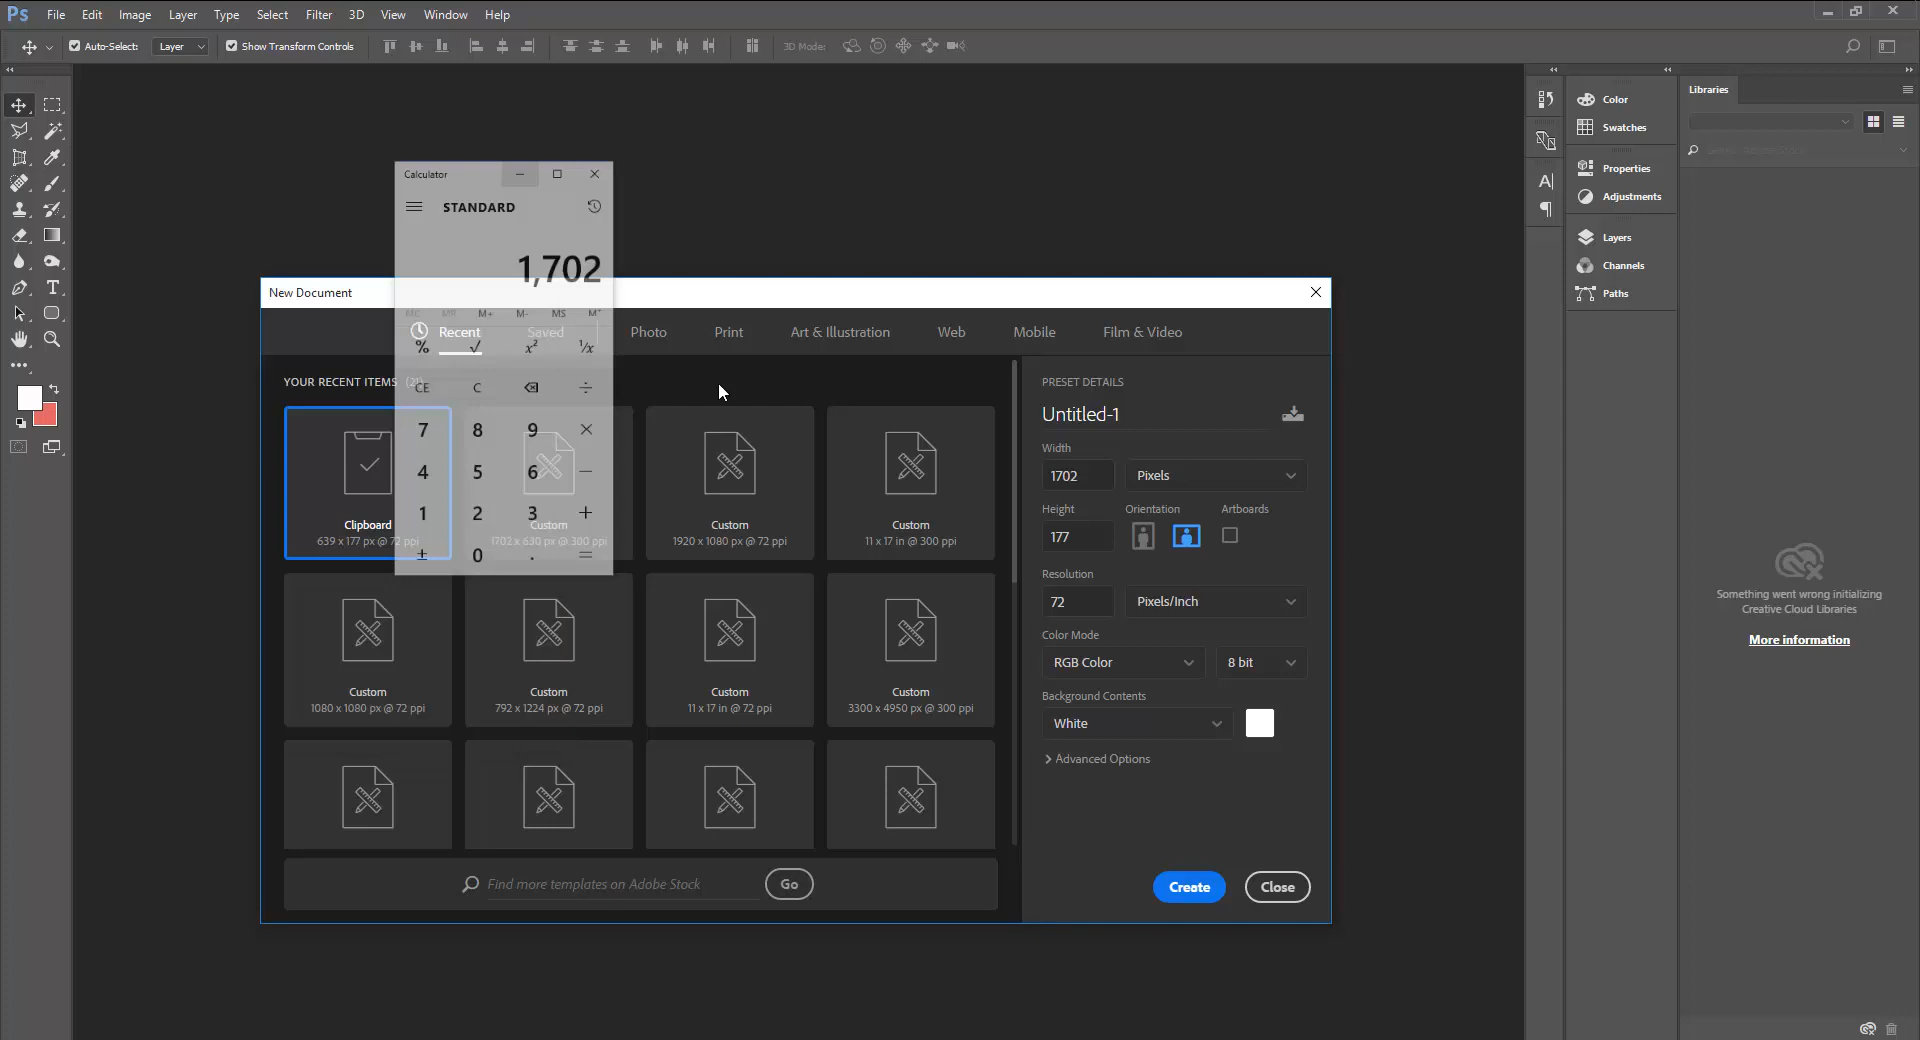 Ps File Edit Image Layer Type Select Filter 3D View Window Help
Auto-Select: Layer Show Transform Controls 3D Mode:
Libraries
Color
Swatches
Properties
Adjustments
Layers
Channels
Paths
Something went wrong initializing
Creative Cloud Libraries
More information
Calculator
STANDARD
1,702
MC MR M+ M- MS M
% √ x² ¹/x
CE C ÷
7 8 9 ×
4 5 6 −
1 2 3 +
± 0 . =
New Document
Recent Saved Photo Print Art & Illustration Web Mobile Film & Video
YOUR RECENT ITEMS
Clipboard
639 x 177 px @ 72 ppi
Custom
1702 x 630 px @ 300 ppi
Custom
1920 x 1080 px @ 72 ppi
Custom
11 x 17 in @ 300 ppi
Custom
1080 x 1080 px @ 72 ppi
Custom
792 x 1224 px @ 72 ppi
Custom
11 x 17 in @ 72 ppi
Custom
3300 x 4950 px @ 300 ppi
Find more templates on Adobe Stock Go
PRESET DETAILS
Untitled-1
Width
1702 Pixels
Height Orientation Artboards
177
Resolution
72 Pixels/Inch
Color Mode
RGB Color 8 bit
Background Contents
White
Advanced Options
Create Close